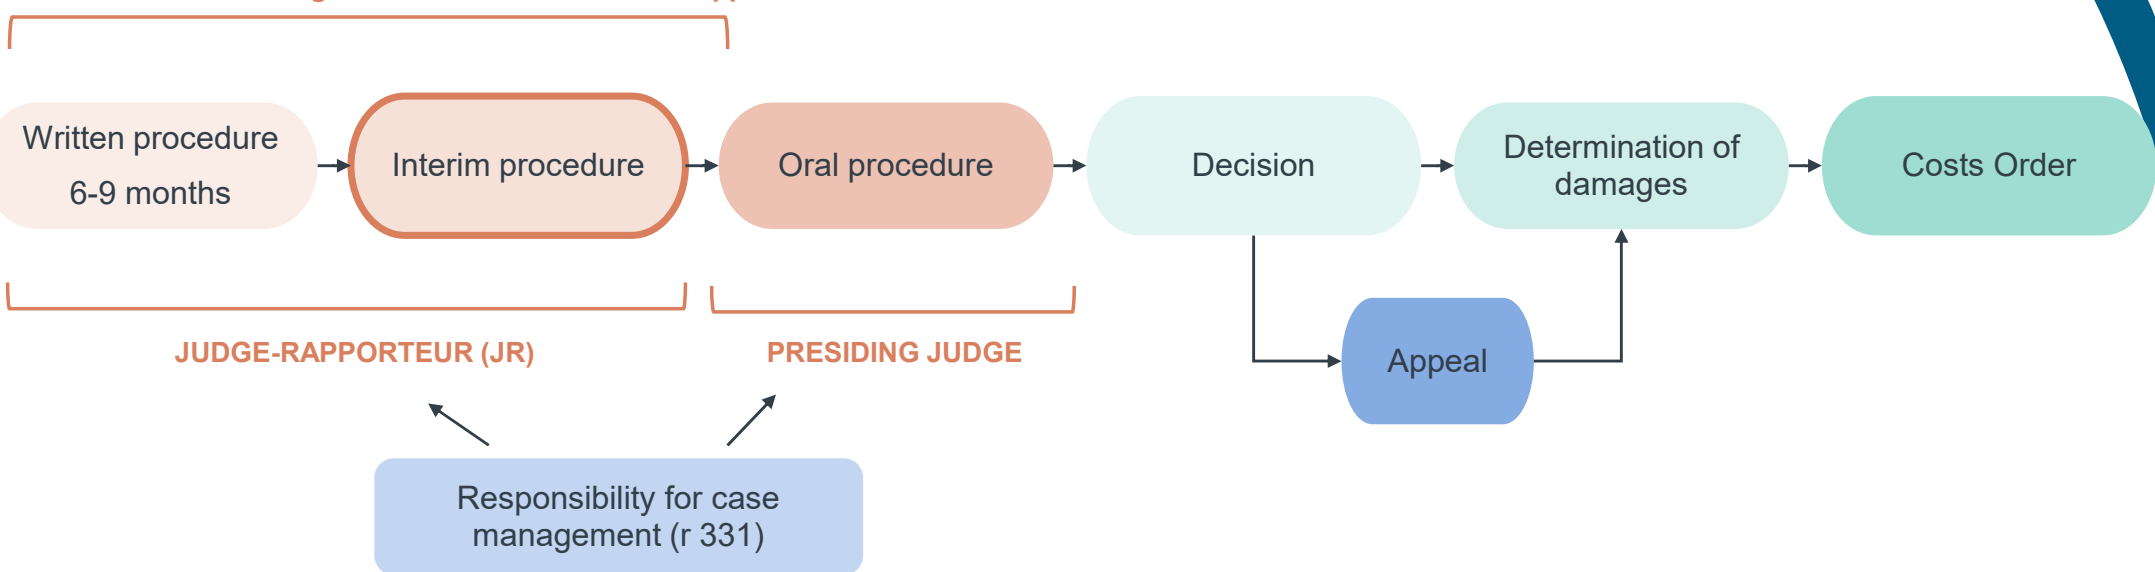 Written procedure
6-9 months
Interim procedure
Oral procedure
Decision
Determination of
damages
Costs Order
JUDGE-RAPPORTEUR (JR)
PRESIDING JUDGE
Appeal
Responsibility for case
management (r 331)